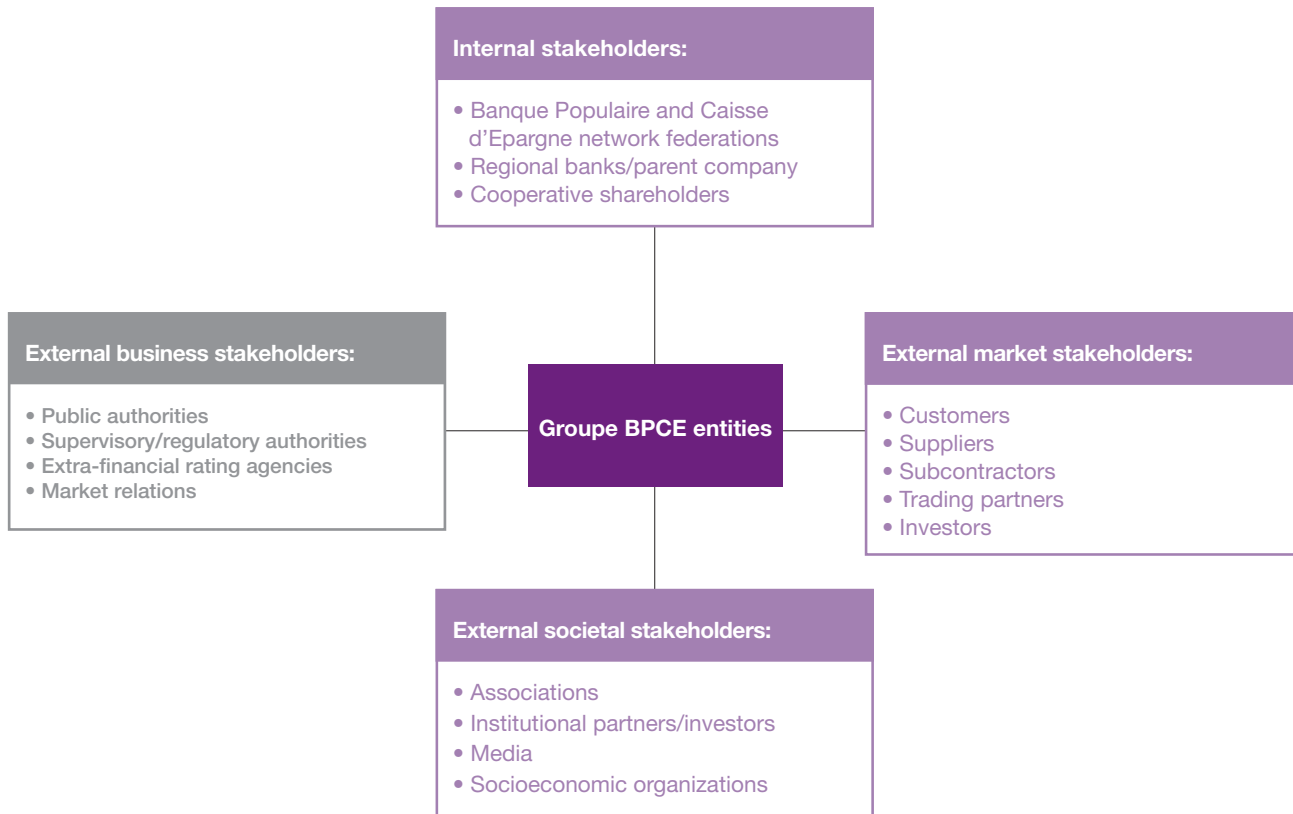 Internal stakeholders:
• Banque Populaire and Caisse
d’Epargne network federations
• Regional banks/parent company
• Cooperative shareholders
External business stakeholders:
• Public authorities
• Supervisory/regulatory authorities
• Extra-financial rating agencies
• Market relations
Groupe BPCE entities
External market stakeholders:
• Customers
• Suppliers
• Subcontractors
• Trading partners
• Investors
External societal stakeholders:
• Associations
• Institutional partners/investors
• Media
• Socioeconomic organizations